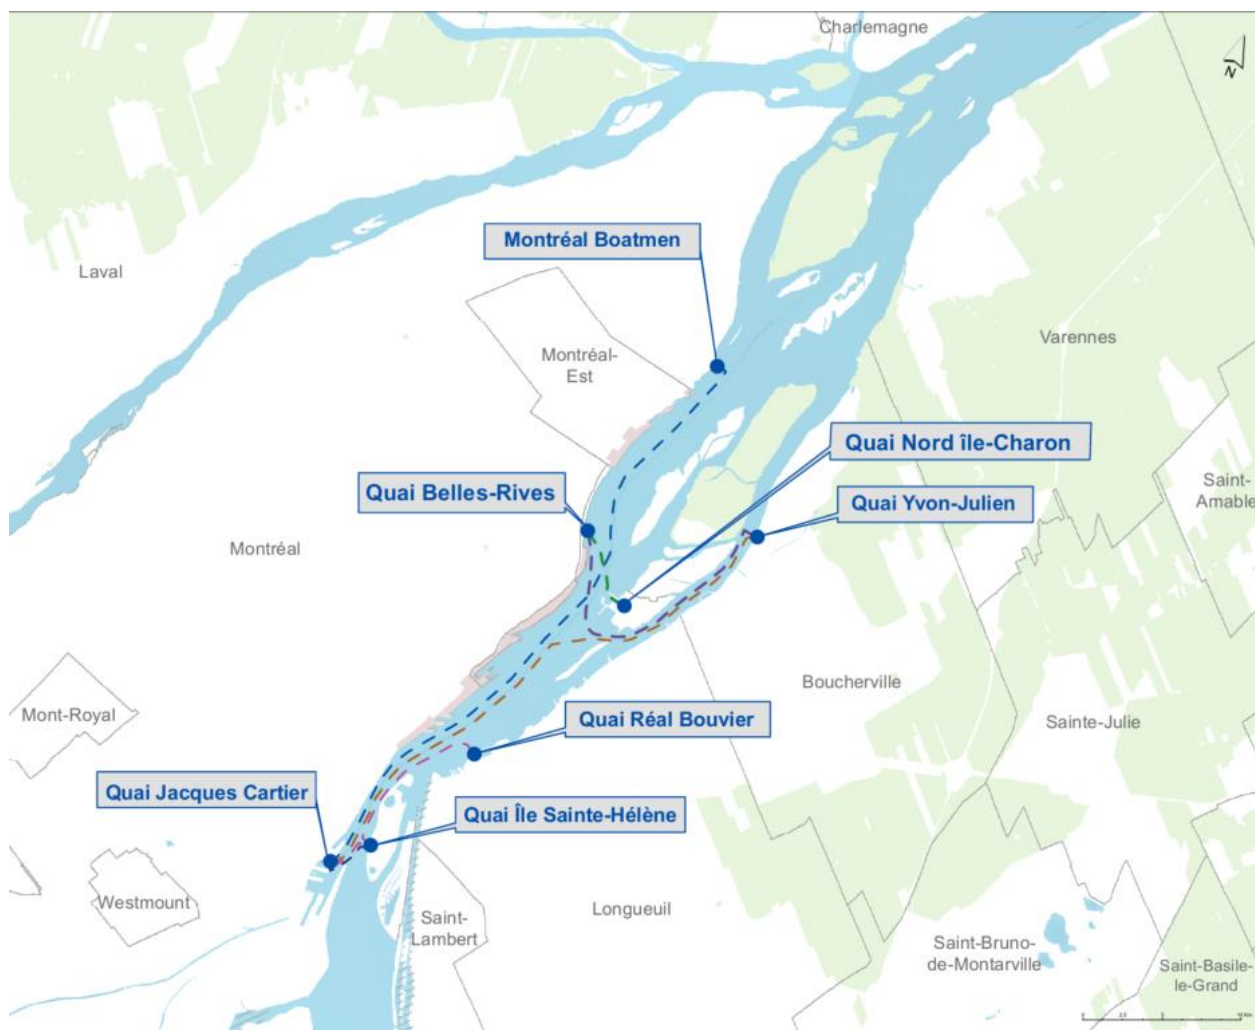 Charlemagne
N
Montréal Boatmen
Laval
Varennes
Montréal-
Est
Quai Nord île-Charon
Saint-
Amable
Quai Belles-Rives
Quai Yvon-Julien
Montréal
Boucherville
Mont-Royal
Quai Réal Bouvier
Sainte-Julie
Quai Jacques Cartier
Quai Île Sainte-Hélène
Westmount
Longueuil
Saint-
Lambert
Saint-Bruno-
de-Montarville
Saint-Basile-
le-Grand